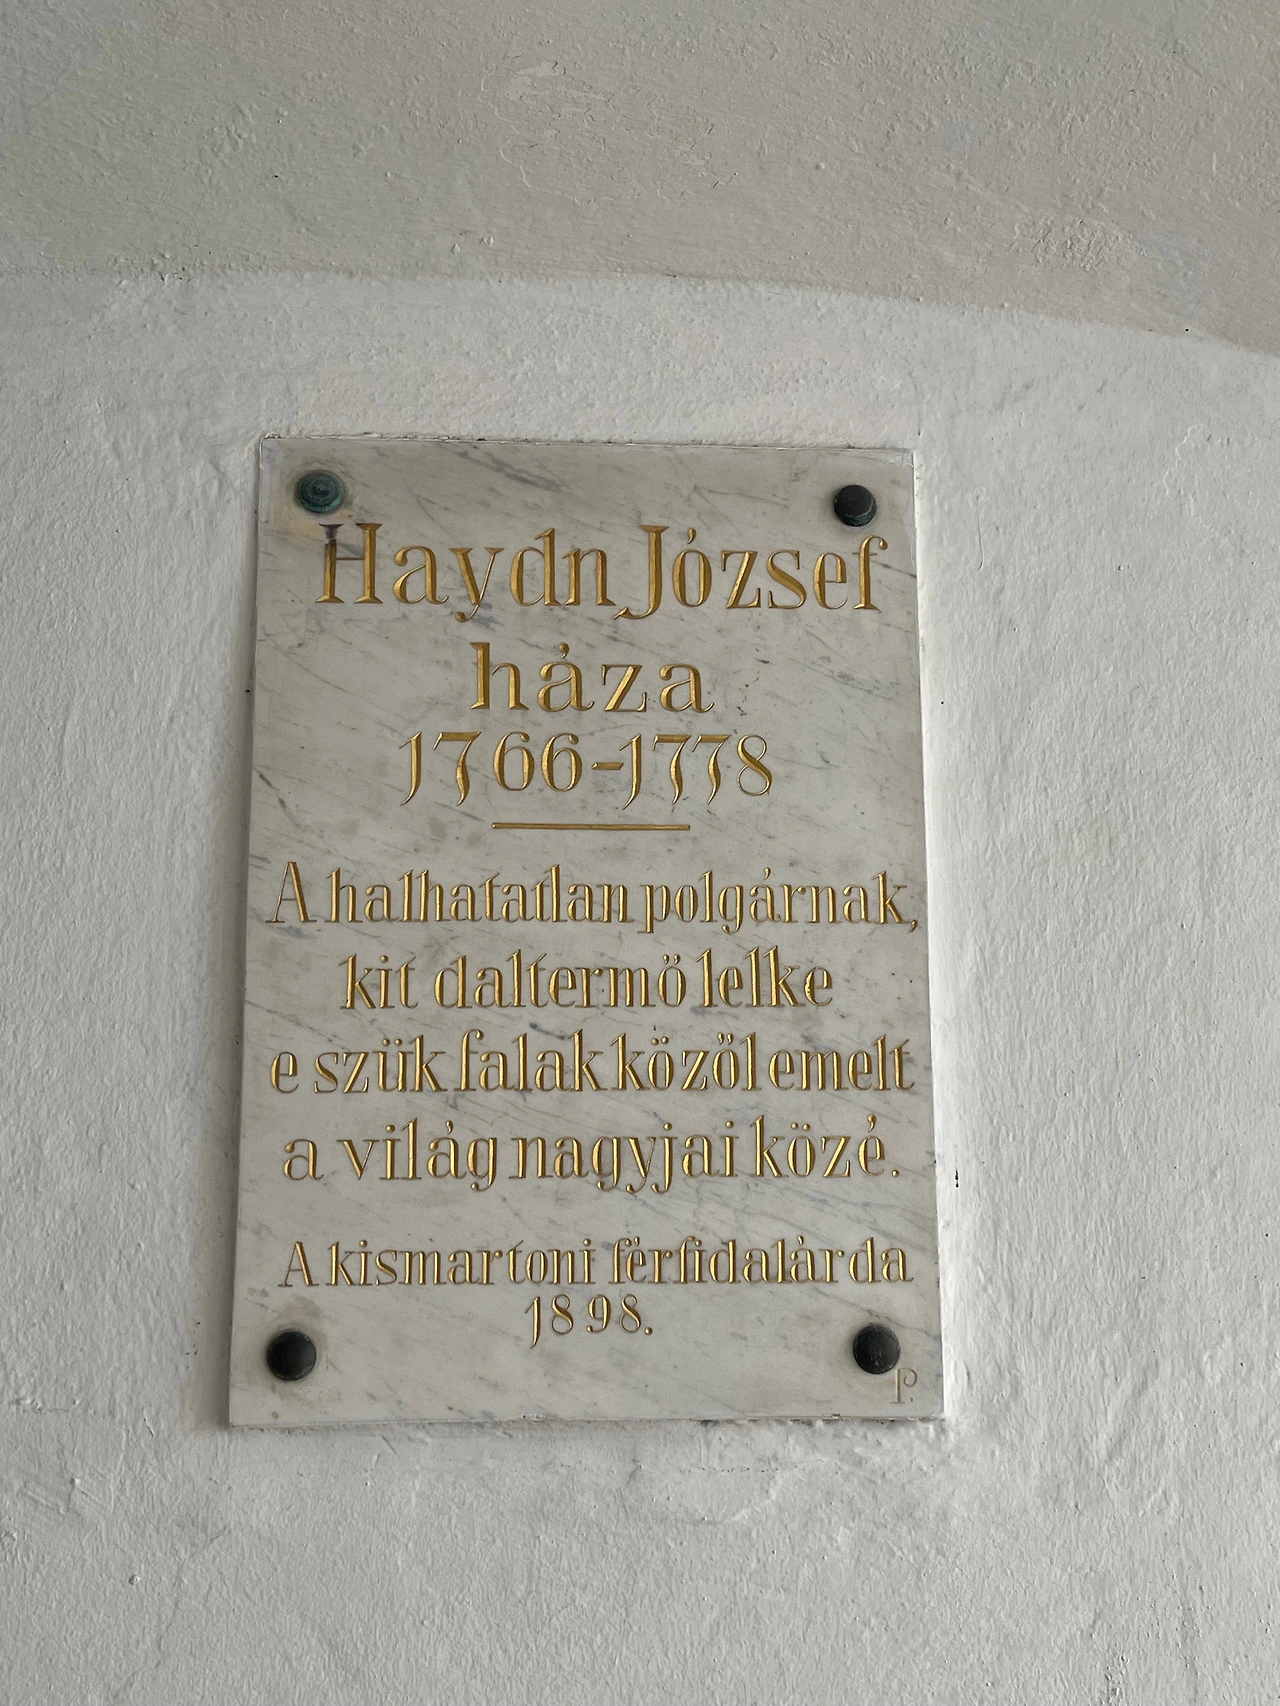 Haydn József
háza
1766-1778
A halhatatlan polgárnak,
kit daltermö lelke
e szük falak közől emelt
a világ nagyjai közé.
A kismartoni férfidalárda
1898.
P.